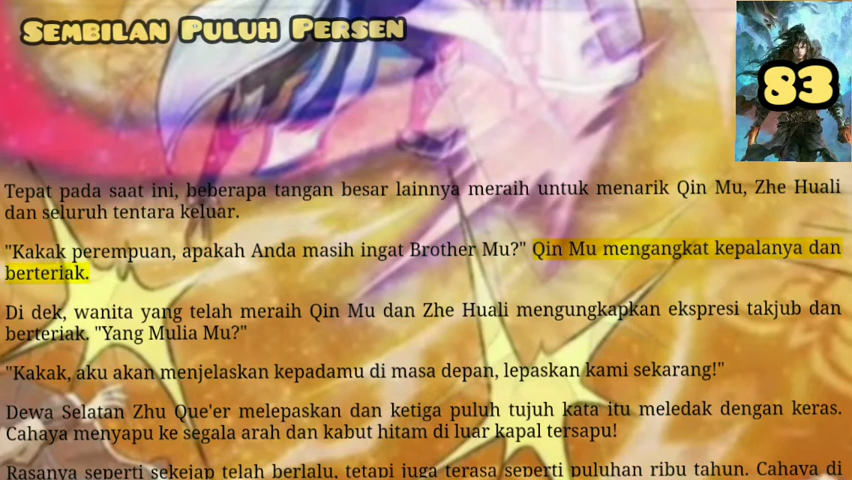 Sembilan Puluh Persen
83
Tepat pada saat ini, beberapa tangan besar lainnya meraih untuk menarik Qin Mu, Zhe Huali
dan seluruh tentara keluar.
"Kakak perempuan, apakah Anda masih ingat Brother Mu?" Qin Mu mengangkat kepalanya dan
berteriak.
Di dek, wanita yang telah meraih Qin Mu dan Zhe Huali mengungkapkan ekspresi takjub dan
berteriak. "Yang Mulia Mu?"
"Kakak, aku akan menjelaskan kepadamu di masa depan, lepaskan kami sekarang!"
Dewa Selatan Zhu Que'er melepaskan dan ketiga puluh tujuh kata itu meledak dengan keras.
Cahaya menyapu ke segala arah dan kabut hitam di luar kapal tersapu!
Rasanya seperti sekejap telah berlalu, tetapi juga terasa seperti puluhan ribu tahun. Cahaya di